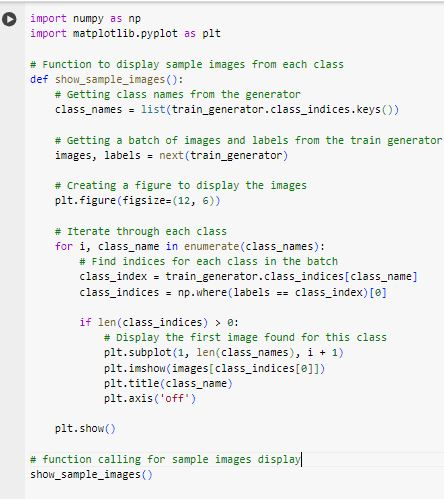 import numpy as np
import matplotlib.pyplot as plt

# Function to display sample images from each class
def show_sample_images():
    # Getting class names from the generator
    class_names = list(train_generator.class_indices.keys())

    # Getting a batch of images and labels from the train generator
    images, labels = next(train_generator)

    # Creating a figure to display the images
    plt.figure(figsize=(12, 6))

    # Iterate through each class
    for i, class_name in enumerate(class_names):
        # Find indices for each class in the batch
        class_index = train_generator.class_indices[class_name]
        class_indices = np.where(labels == class_index)[0]

        if len(class_indices) > 0:
            # Display the first image found for this class
            plt.subplot(1, len(class_names), i + 1)
            plt.imshow(images[class_indices[0]])
            plt.title(class_name)
            plt.axis('off')

    plt.show()

# function calling for sample images display
show_sample_images()